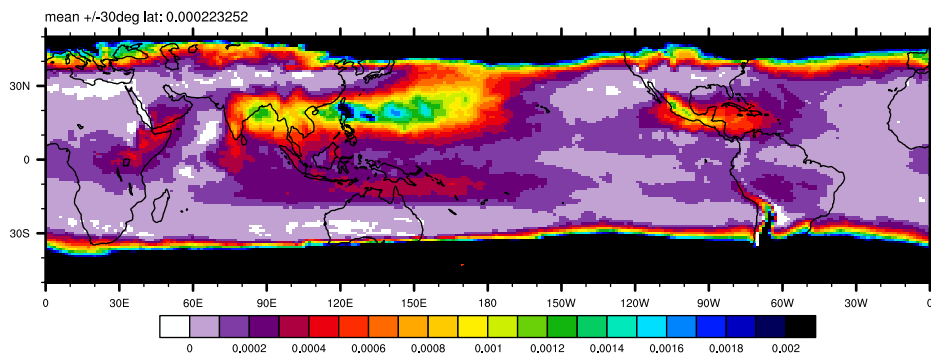 mean +/-30deg lat: 0.000223252
30N
0
30S
0 30E 60E 90E 120E 150E 180 150W 120W 90W 60W 30W 0
0 0.0002 0.0004 0.0006 0.0008 0.001 0.0012 0.0014 0.0016 0.0018 0.002